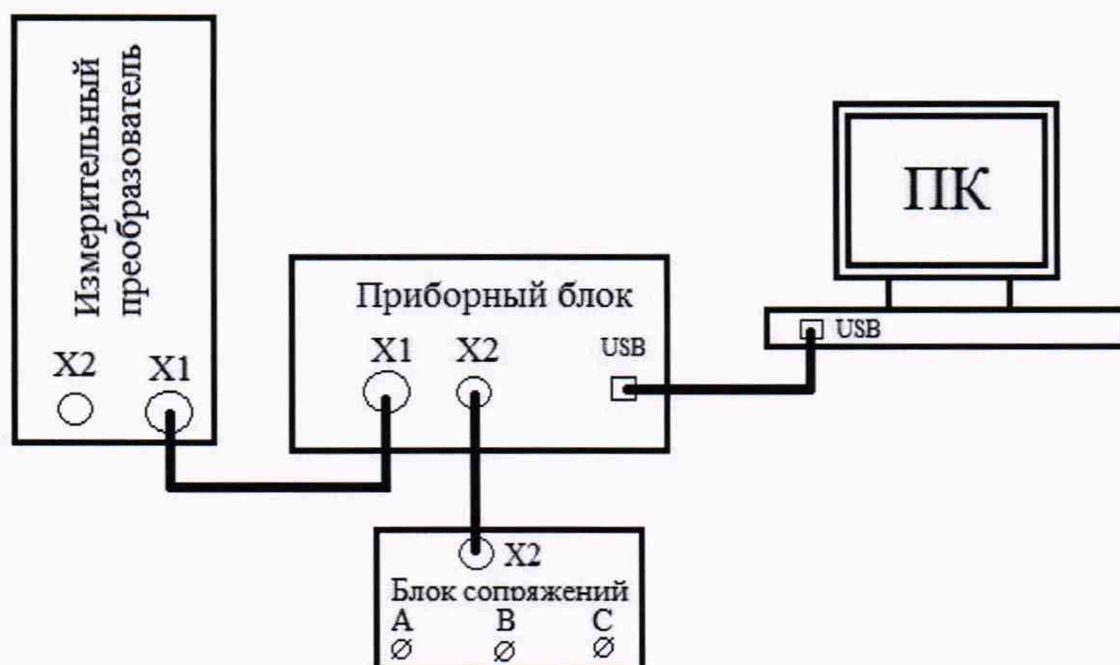 Измерительный
преобразователь
X2
X1
Приборный блок
X1
X2
USB
ПК
USB
X2
Блок сопряжений
A
B
C